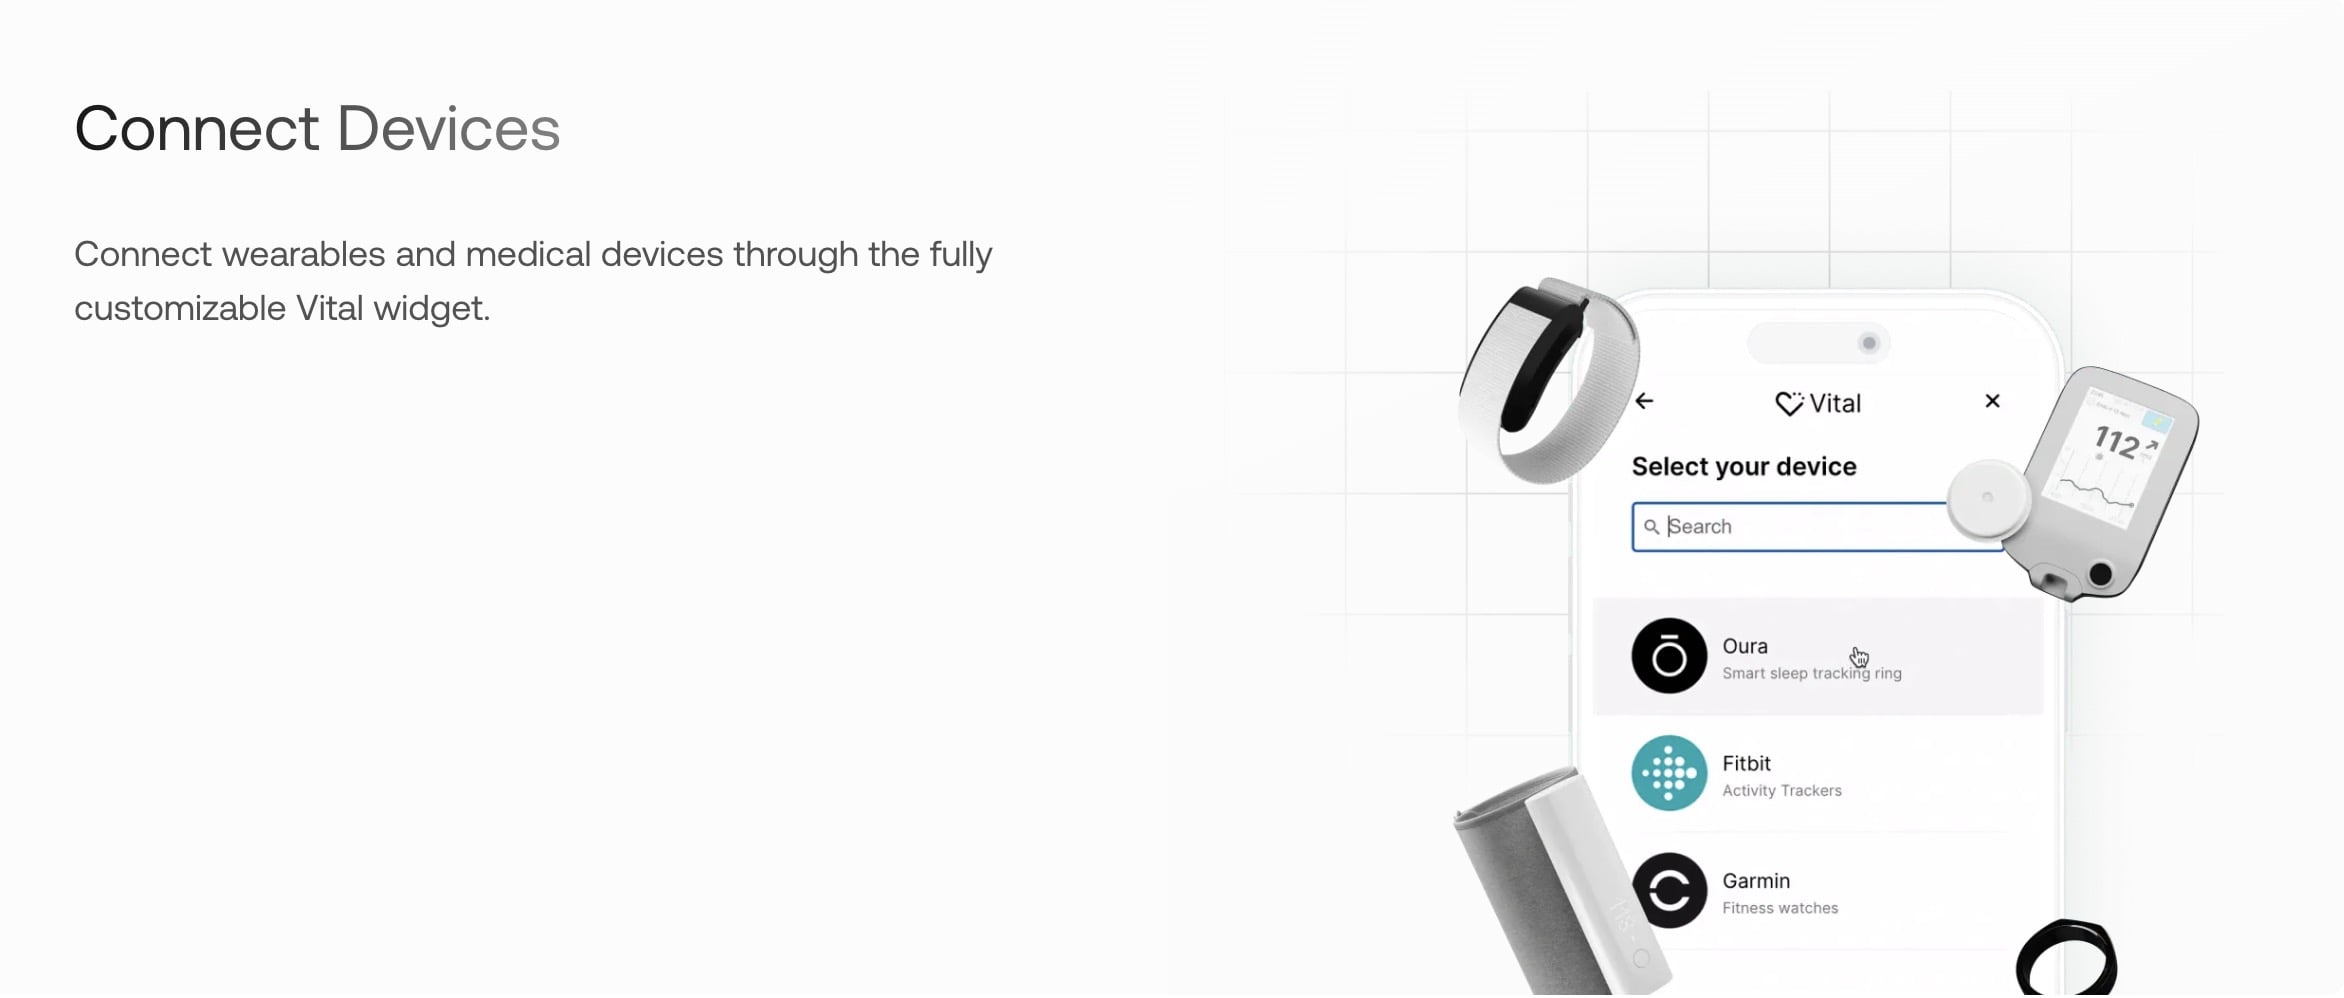 Connect Devices
Connect wearables and medical devices through the fully
customizable Vital widget.
Vital
Select your device
Search
112
Oura
Smart sleep tracking ring
Fitbit
Activity Trackers
Garmin
Fitness watches